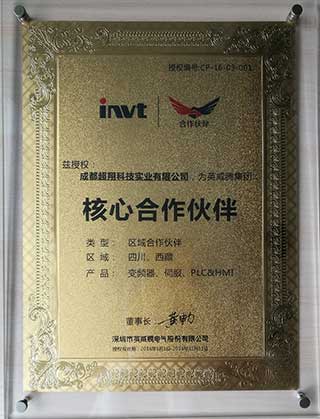 授权编号:CP-16-03-001
invt
合作伙伴
兹授权：
成都超翔科技实业有限公司，为英威腾集团：
核心合作伙伴
类 型： 区域合作伙伴
区 域： 四川、西藏
产 品： 变频器、伺服、PLC&HMI
董事长：
深圳市英威腾电气股份有限公司